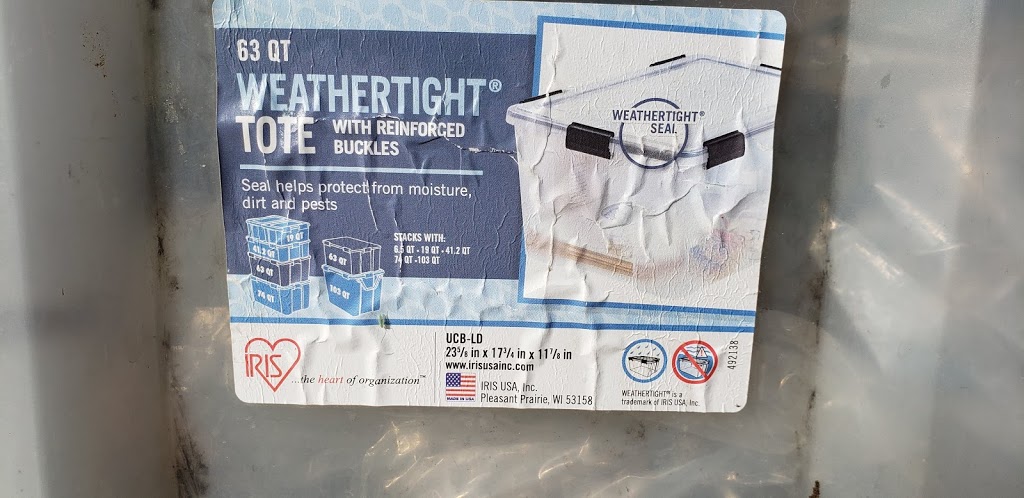 63 QT
WEATHERTIGHT®
TOTE WITH REINFORCED
BUCKLES
Seal helps protect from moisture,
dirt and pests
STACKS WITH:
6.5 QT - 19 QT - 41.2 QT
74 QT - 103 QT
19 QT
41.2 QT
63 QT
74 QT
63 QT
103 QT
WEATHERTIGHT®
SEAL
IRIS
...the heart of organization™
UCB-LD
23⅝ in x 17¾ in x 11⅞ in
www.irisusainc.com
MADE IN USA
IRIS USA, Inc.
Pleasant Prairie, WI 53158
WEATHERTIGHT™ is a
trademark of IRIS USA, Inc.
492138